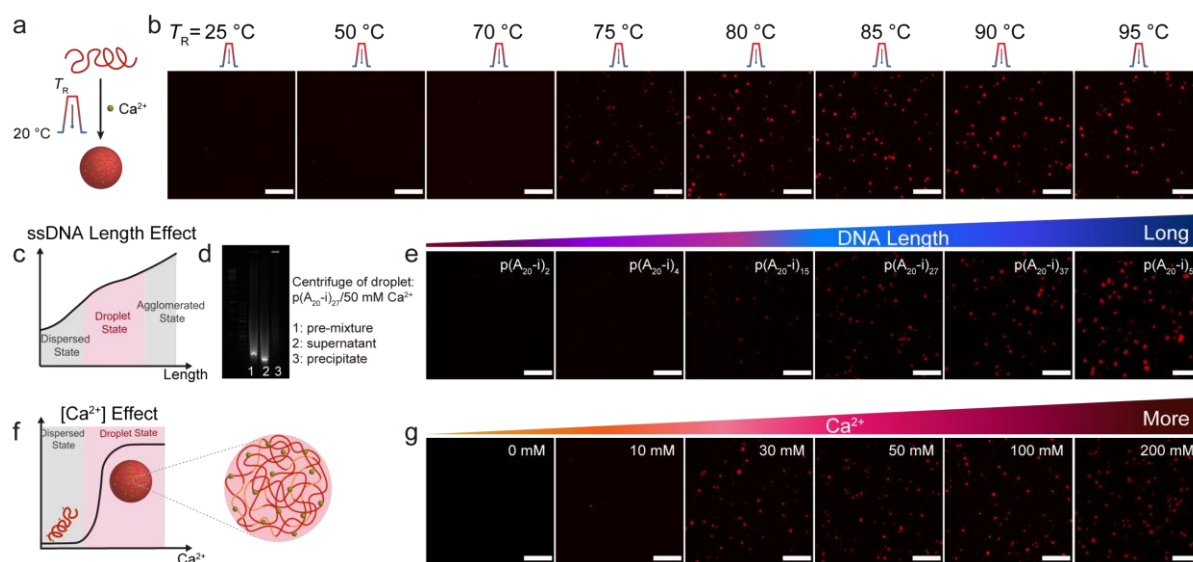 a
T_R
Ca²⁺
20 °C
b
T_R = 25 °C
50 °C
70 °C
75 °C
80 °C
85 °C
90 °C
95 °C
ssDNA Length Effect
c
Dispersed
State
Droplet
State
Agglomerated
State
Length
d
1 2 3
Centrifuge of droplet:
p(A₂₀-i)₂₇/50 mM Ca²⁺
1: pre-mixture
2: supernatant
3: precipitate
e
DNA Length
Long
p(A₂₀-i)₂
p(A₂₀-i)₄
p(A₂₀-i)₁₅
p(A₂₀-i)₂₇
p(A₂₀-i)₃₇
p(A₂₀-i)₅
[Ca²⁺] Effect
f
Dispersed
State
Droplet State
Ca²⁺
g
Ca²⁺
More
0 mM
10 mM
30 mM
50 mM
100 mM
200 mM